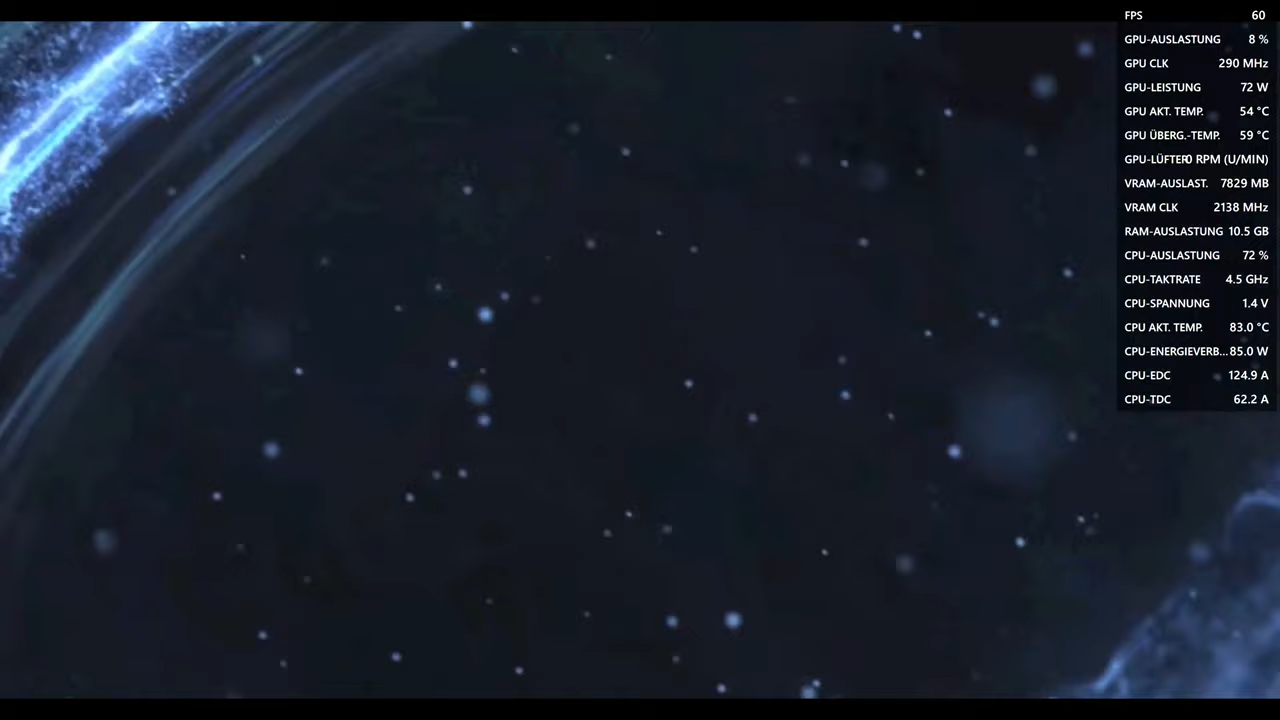 FPS 60
GPU-AUSLASTUNG 8 %
GPU CLK 290 MHz
GPU-LEISTUNG 72 W
GPU AKT. TEMP. 54 °C
GPU ÜBERG.-TEMP. 59 °C
GPU-LÜFTER0 RPM (U/MIN)
VRAM-AUSLAST. 7829 MB
VRAM CLK 2138 MHz
RAM-AUSLASTUNG 10.5 GB
CPU-AUSLASTUNG 72 %
CPU-TAKTRATE 4.5 GHz
CPU-SPANNUNG 1.4 V
CPU AKT. TEMP. 83.0 °C
CPU-ENERGIEVERB... 85.0 W
CPU-EDC 124.9 A
CPU-TDC 62.2 A